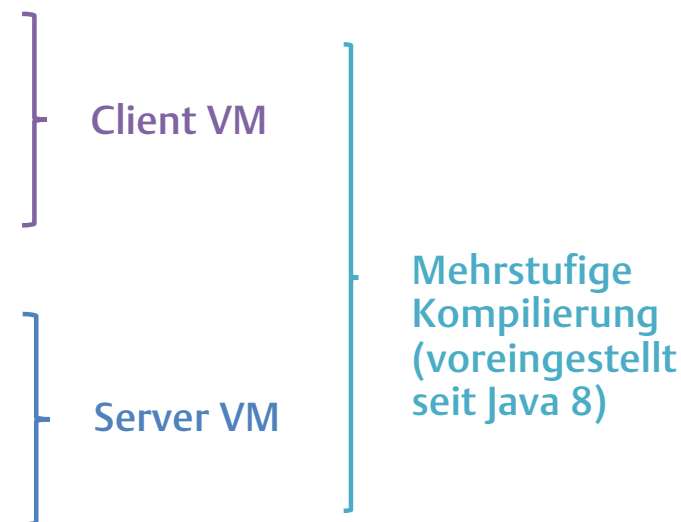 Client VM
Mehrstufige
Kompilierung
(voreingestellt
seit Java 8)
Server VM